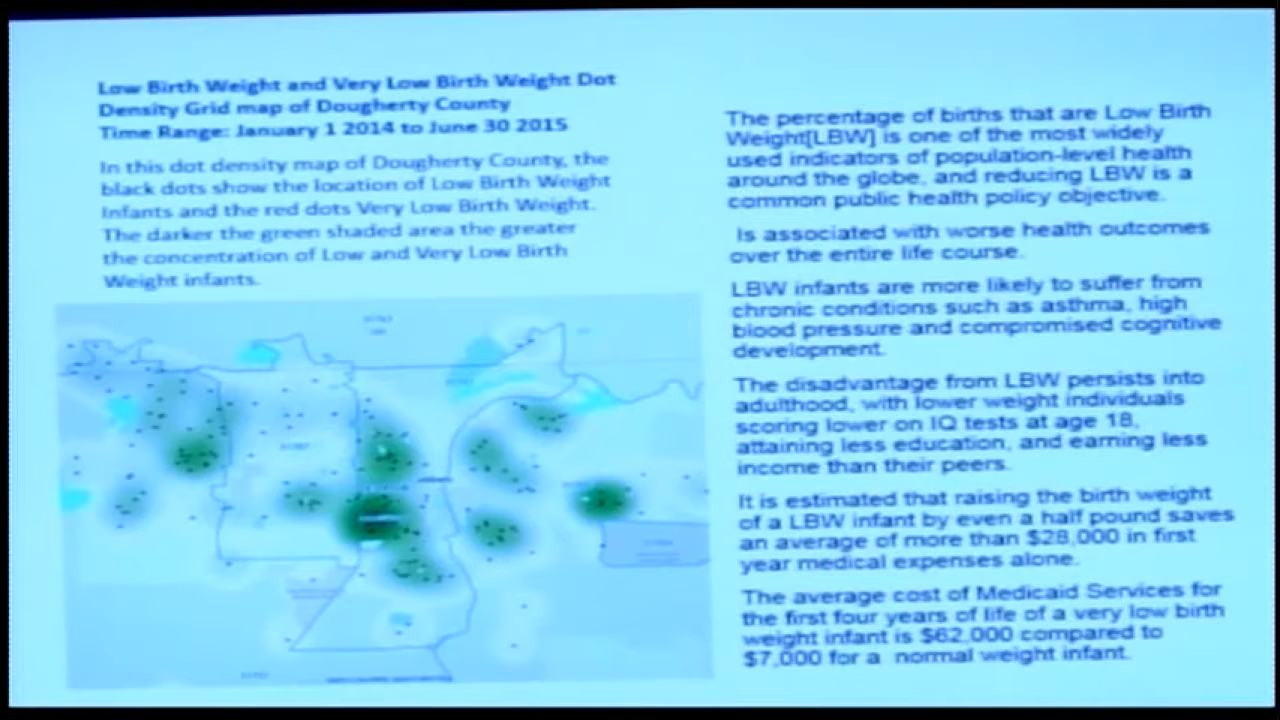 Low Birth Weight and Very Low Birth Weight Dot
Density Grid map of Dougherty County
Time Range: January 1 2014 to June 30 2015
In this dot density map of Dougherty County, the
black dots show the location of Low Birth Weight
Infants and the red dots Very Low Birth Weight.
The darker the green shaded area the greater
the concentration of Low and Very Low Birth
Weight infants.
The percentage of births that are Low Birth
Weight[LBW] is one of the most widely
used indicators of population-level health
around the globe, and reducing LBW is a
common public health policy objective.
Is associated with worse health outcomes
over the entire life course.
LBW infants are more likely to suffer from
chronic conditions such as asthma, high
blood pressure and compromised cognitive
development.
The disadvantage from LBW persists into
adulthood, with lower weight individuals
scoring lower on IQ tests at age 18,
attaining less education, and earning less
income than their peers.
It is estimated that raising the birth weight
of a LBW infant by even a half pound saves
an average of more than $28,000 in first
year medical expenses alone.
The average cost of Medicaid Services for
the first four years of life of a very low birth
weight infant is $62,000 compared to
$7,000 for a normal weight infant.